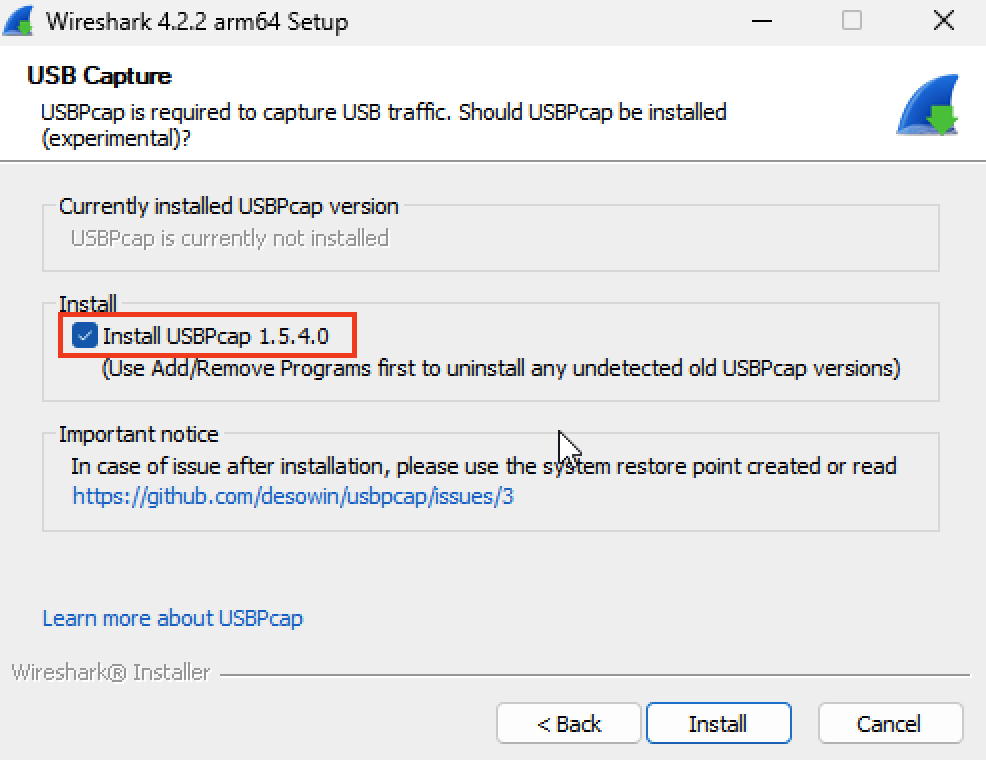 Wireshark 4.2.2 arm64 Setup
USB Capture
USBPcap is required to capture USB traffic. Should USBPcap be installed
(experimental)?
Currently installed USBPcap version
USBPcap is currently not installed
Install
Install USBPcap 1.5.4.0
(Use Add/Remove Programs first to uninstall any undetected old USBPcap versions)
Important notice
In case of issue after installation, please use the system restore point created or read
https://github.com/desowin/usbpcap/issues/3
Learn more about USBPcap
Wireshark® Installer
< Back Install Cancel